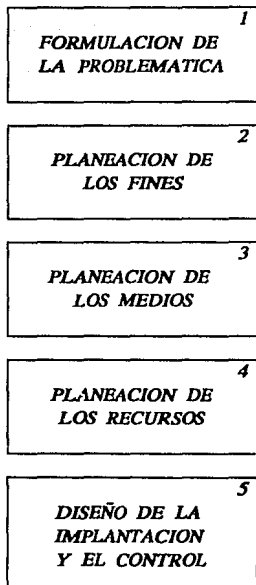 1
FORMULACION DE
LA PROBLEMATICA
2
PLANEACION DE
LOS FINES
3
PLANEACION DE
LOS MEDIOS
4
PLANEACION DE
LOS RECURSOS
5
DISEÑO DE LA
IMPLANTACION
Y EL CONTROL